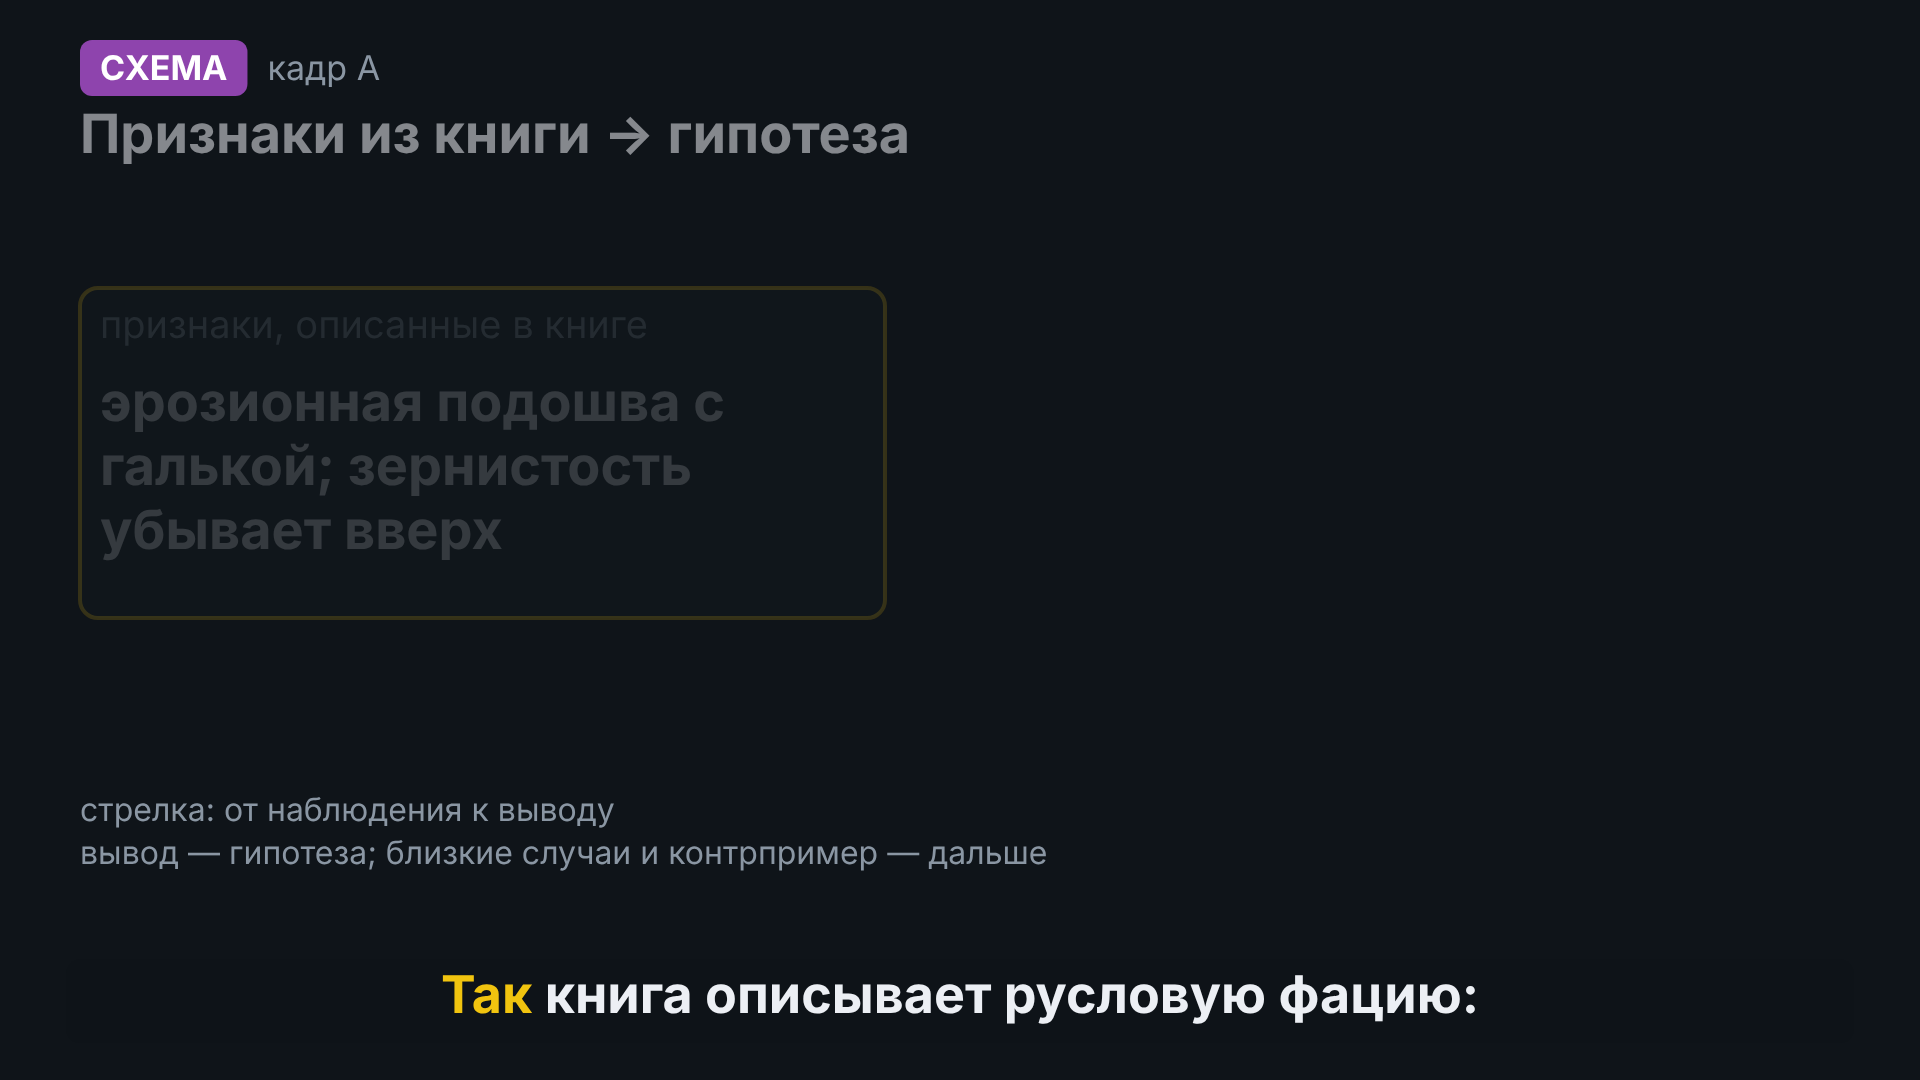 СХЕМА кадр А
Признаки из книги → гипотеза
признаки, описанные в книге
эрозионная подошва с
галькой; зернистость
убывает вверх
стрелка: от наблюдения к выводу
вывод — гипотеза; близкие случаи и контрпример — дальше
Так книга описывает русловую фацию: